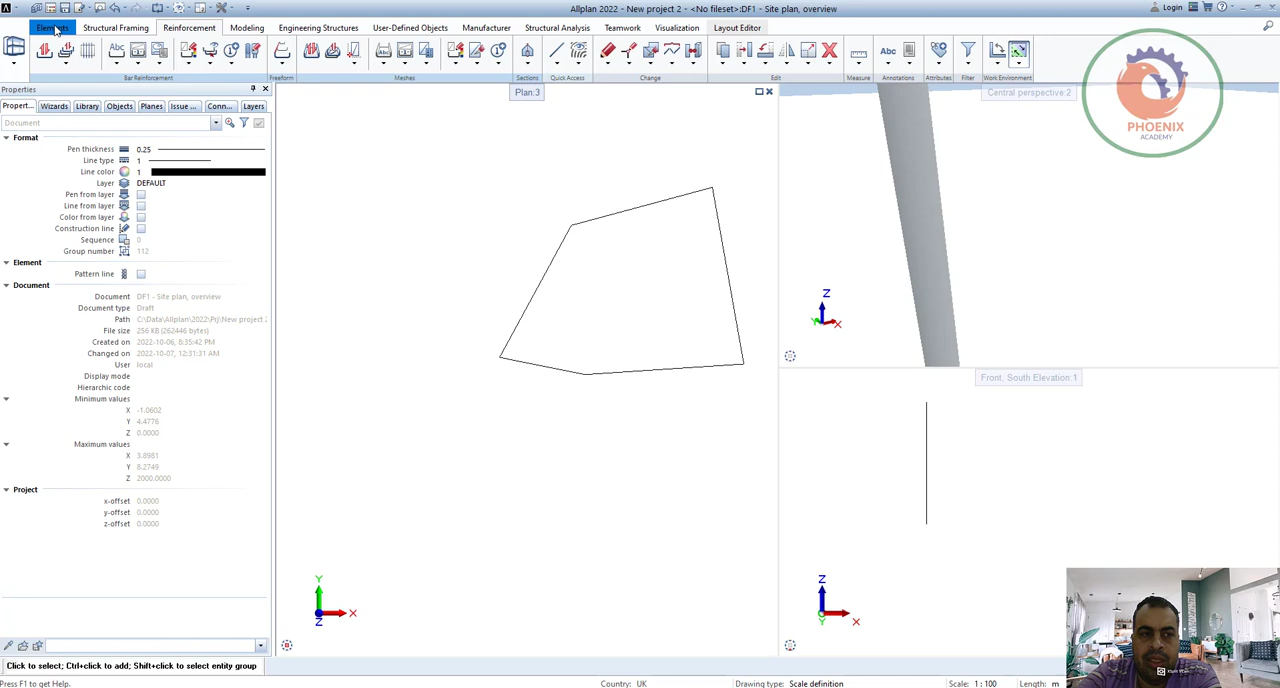 Allplan 2022 - New project 2 - <No fileset>:DF1 - Site plan, overview
Login
Elements Structural Framing Reinforcement Modeling Engineering Structures User-Defined Objects Manufacturer Structural Analysis Teamwork Visualization Layout Editor
Bar Reinforcement Freeform Meshes Sections Quick Access Change Edit Measure Annotations Attributes Filter Work Environment
Properties
Propert... Wizards Library Objects Planes Issue ... Conn... Layers
Document
Format
Pen thickness 0.25
Line type 1
Line color 1
Layer DEFAULT
Pen from layer
Line from layer
Color from layer
Construction line
Sequence 0
Group number 112
Element
Pattern line
Document
Document DF1 - Site plan, overview
Document type Draft
Path C:\Data\Allplan\2022\Prj\New project
File size 256 KB (262446 bytes)
Created on 2022-10-06, 8:35:42 PM
Changed on 2022-10-07, 12:31:31 AM
User local
Display mode
Hierarchic code
Minimum values
X -1.0602
Y 4.4776
Z 0.0000
Maximum values
X 3.8981
Y 8.2749
Z 2000.0000
Project
x-offset 0.0000
y-offset 0.0000
z-offset 0.0000
Plan:3
Central perspective:2
Front, South Elevation:1
Y
X
Z
Z
Y
X
Z
Y
X
PHOENIX
ACADEMY
Click to select; Ctrl+click to add; Shift+click to select entity group
Press F1 to get Help.
Country: UK
Drawing type: Scale definition
Scale: 1 : 100
Length: m